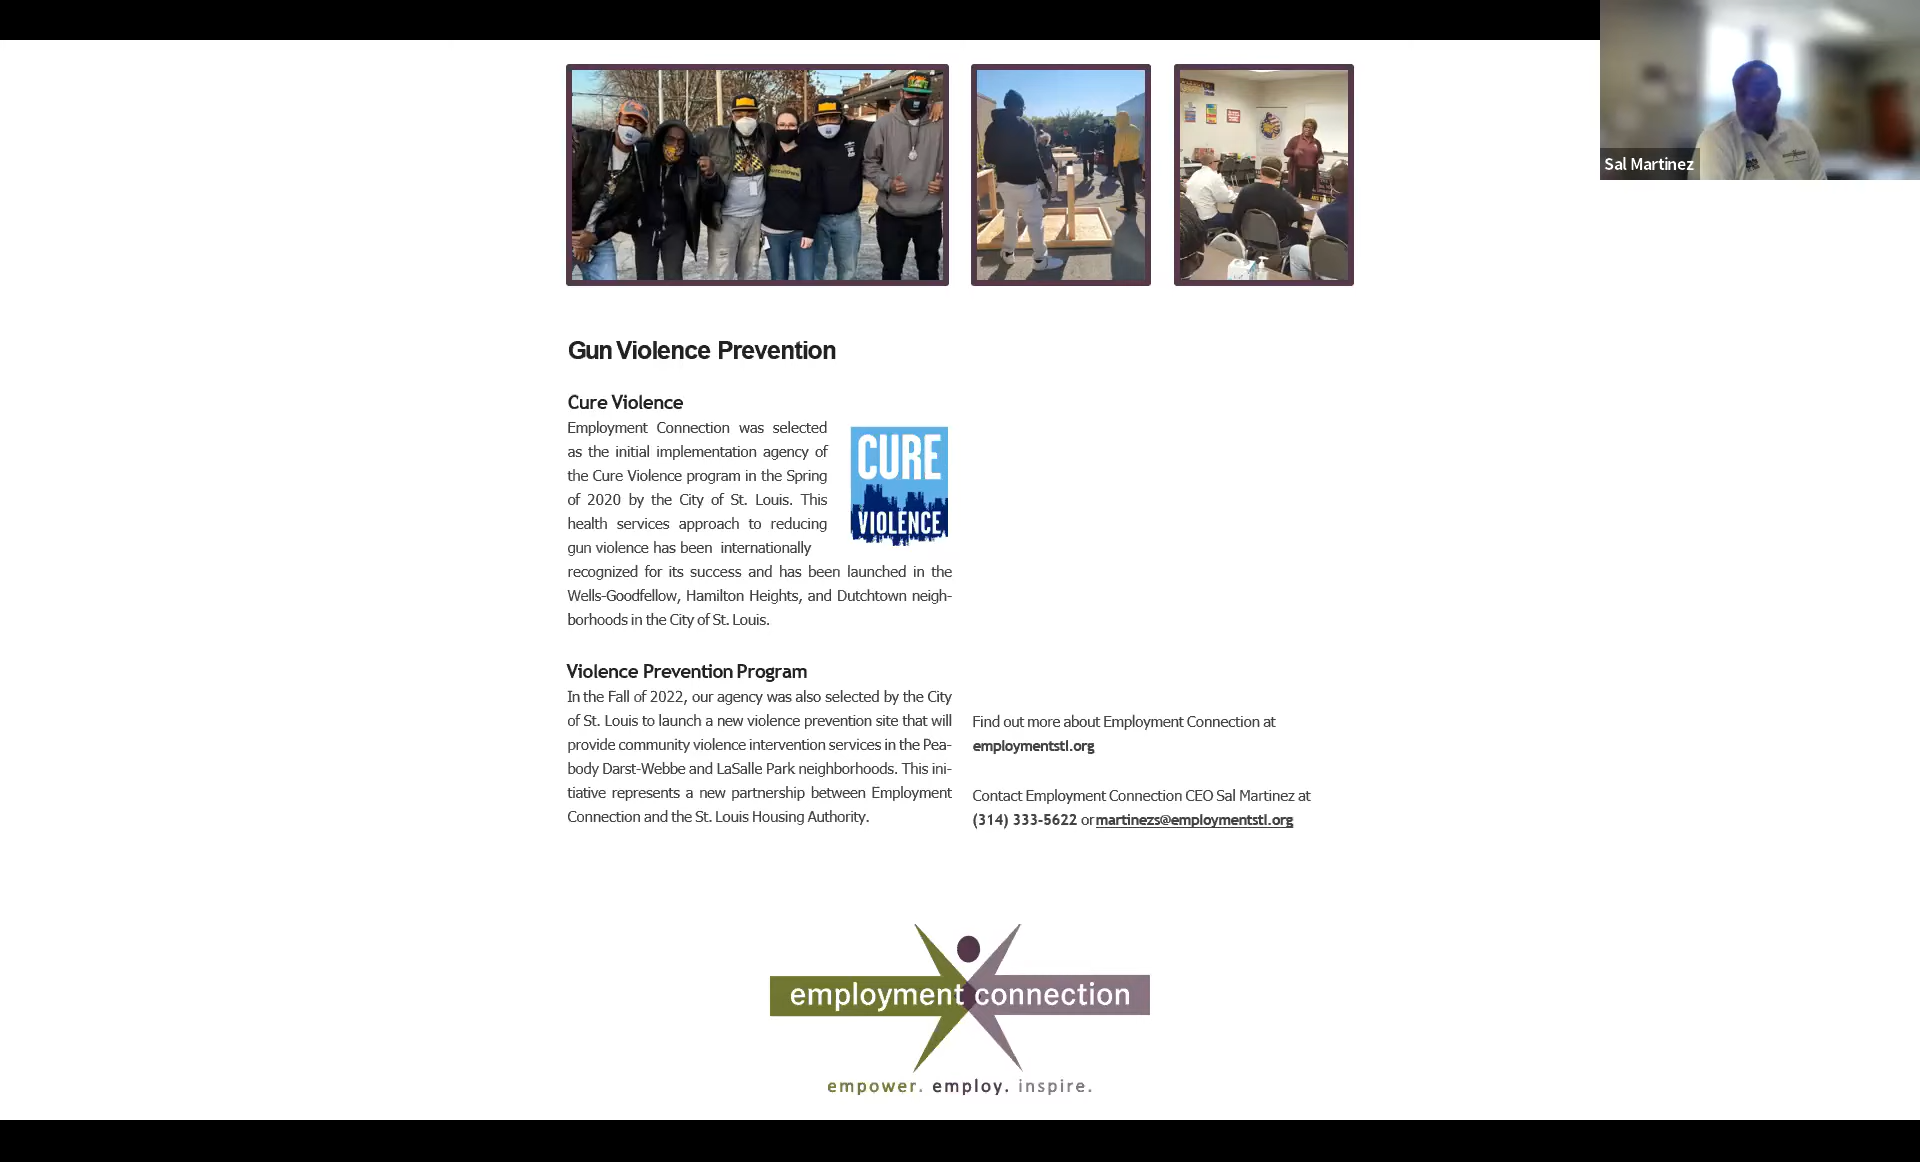 Sal Martinez
Gun Violence Prevention
Cure Violence
Employment Connection was selected
as the initial implementation agency of
the Cure Violence program in the Spring
of 2020 by the City of St. Louis. This
health services approach to reducing
gun violence has been internationally
recognized for its success and has been launched in the
Wells-Goodfellow, Hamilton Heights, and Dutchtown neigh-
borhoods in the City of St. Louis.
CURE
VIOLENCE
Violence Prevention Program
In the Fall of 2022, our agency was also selected by the City
of St. Louis to launch a new violence prevention site that will
provide community violence intervention services in the Pea-
body Darst-Webbe and LaSalle Park neighborhoods. This ini-
tiative represents a new partnership between Employment
Connection and the St. Louis Housing Authority.
Find out more about Employment Connection at
employmentstl.org
Contact Employment Connection CEO Sal Martinez at
(314) 333-5622 or martinezs@employmentstl.org
employment connection
empower. employ. inspire.